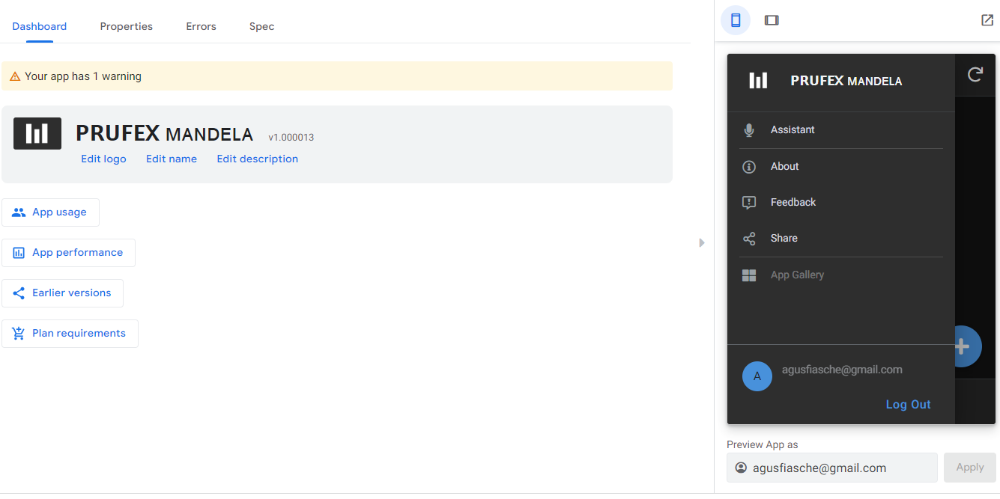 Dashboard Properties Errors Spec
Your app has 1 warning
PRUFEX MANDELA v1.000013
Edit logo Edit name Edit description
App usage
App performance
Earlier versions
Plan requirements
PRUFEX MANDELA
Assistant
About
Feedback
Share
App Gallery
A agusfiasche@gmail.com
Log Out
Preview App as
agusfiasche@gmail.com Apply